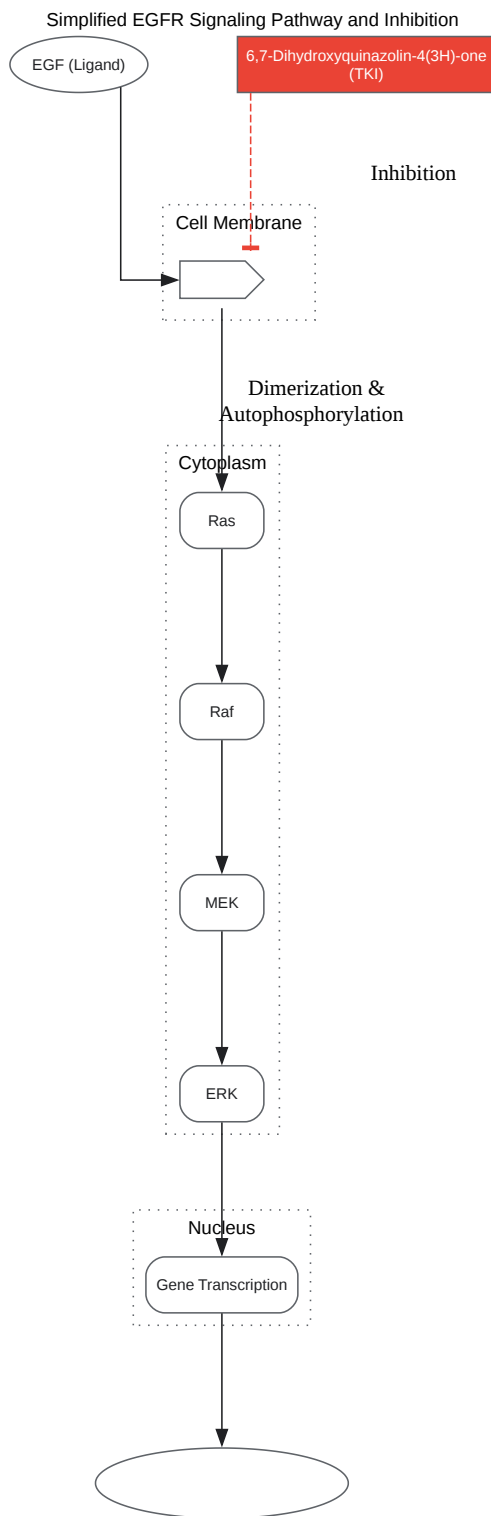 Simplified EGFR Signaling Pathway and Inhibition
EGF (Ligand)
6,7-Dihydroxyquinazolin-4(3H)-one
(TKI)
Inhibition
Cell Membrane
Dimerization &
Autophosphorylation
Cytoplasm
Ras
Raf
MEK
ERK
Nucleus
Gene Transcription